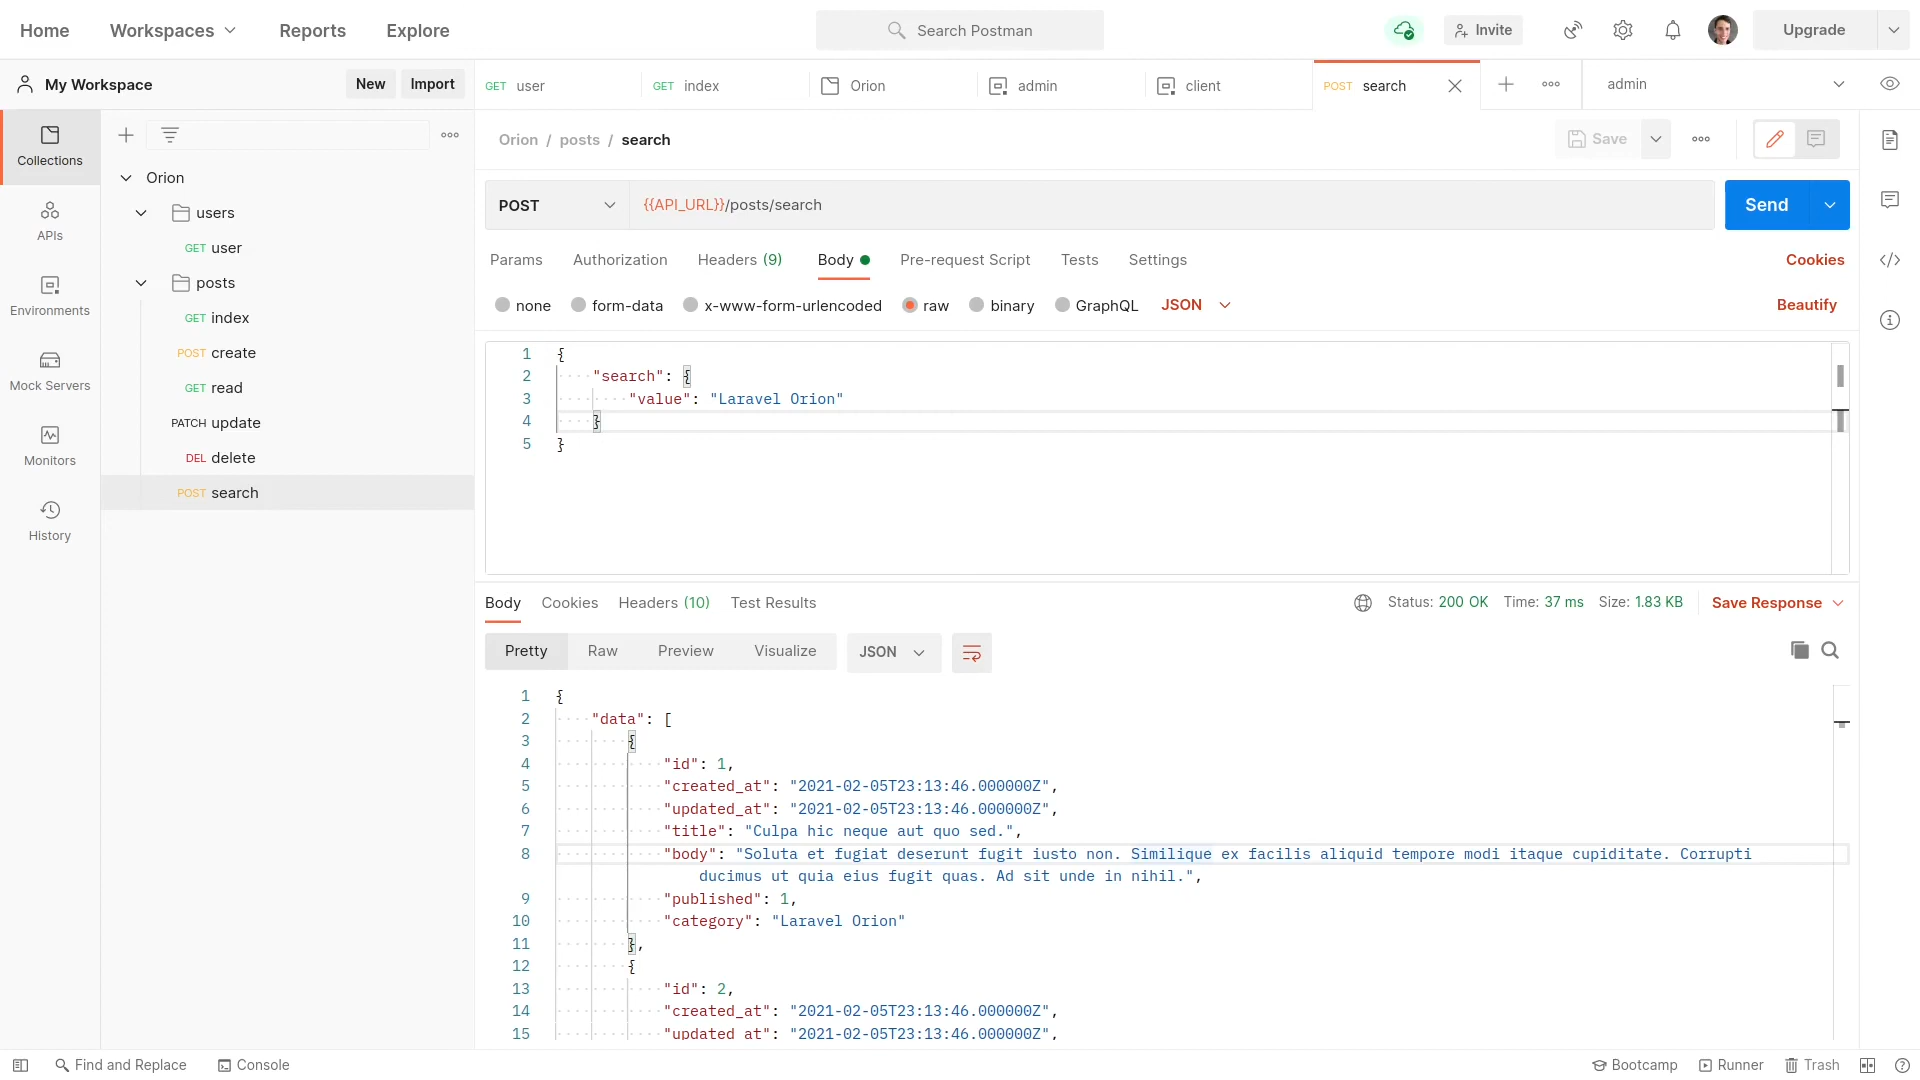 Home Workspaces Reports Explore Search Postman Invite Upgrade
My Workspace New Import GET user GET index Orion admin client POST search admin
Collections
APIs
Environments
Mock Servers
Monitors
History
Orion
users
GET user
posts
GET index
POST create
GET read
PATCH update
DEL delete
POST search
Orion / posts / search Save
POST {{API_URL}}/posts/search Send
Params Authorization Headers (9) Body Pre-request Script Tests Settings Cookies
none form-data x-www-form-urlencoded raw binary GraphQL JSON Beautify
1 {
2 "search": {
3 "value": "Laravel Orion"
4 }
5 }
Body Cookies Headers (10) Test Results Status: 200 OK Time: 37 ms Size: 1.83 KB Save Response
Pretty Raw Preview Visualize JSON
1 {
2 "data": [
3 {
4 "id": 1,
5 "created_at": "2021-02-05T23:13:46.000000Z",
6 "updated_at": "2021-02-05T23:13:46.000000Z",
7 "title": "Culpa hic neque aut quo sed.",
8 "body": "Soluta et fugiat deserunt fugit iusto non. Similique ex facilis aliquid tempore modi itaque cupiditate. Corrupti
ducimus ut quia eius fugit quas. Ad sit unde in nihil.",
9 "published": 1,
10 "category": "Laravel Orion"
11 },
12 {
13 "id": 2,
14 "created_at": "2021-02-05T23:13:46.000000Z",
15 "updated_at": "2021-02-05T23:13:46.000000Z",
Find and Replace Console Bootcamp Runner Trash